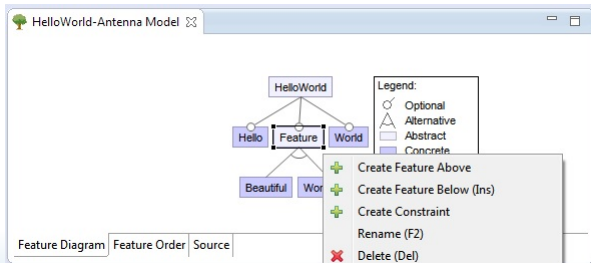 HelloWorld-Antenna Model
HelloWorld
Legend:
Optional
Alternative
Abstract
Concrete
Hello
Feature
World
Beautiful
Create Feature Above
Create Feature Below (Ins)
Create Constraint
Rename (F2)
Delete (Del)
Feature Diagram
Feature Order
Source